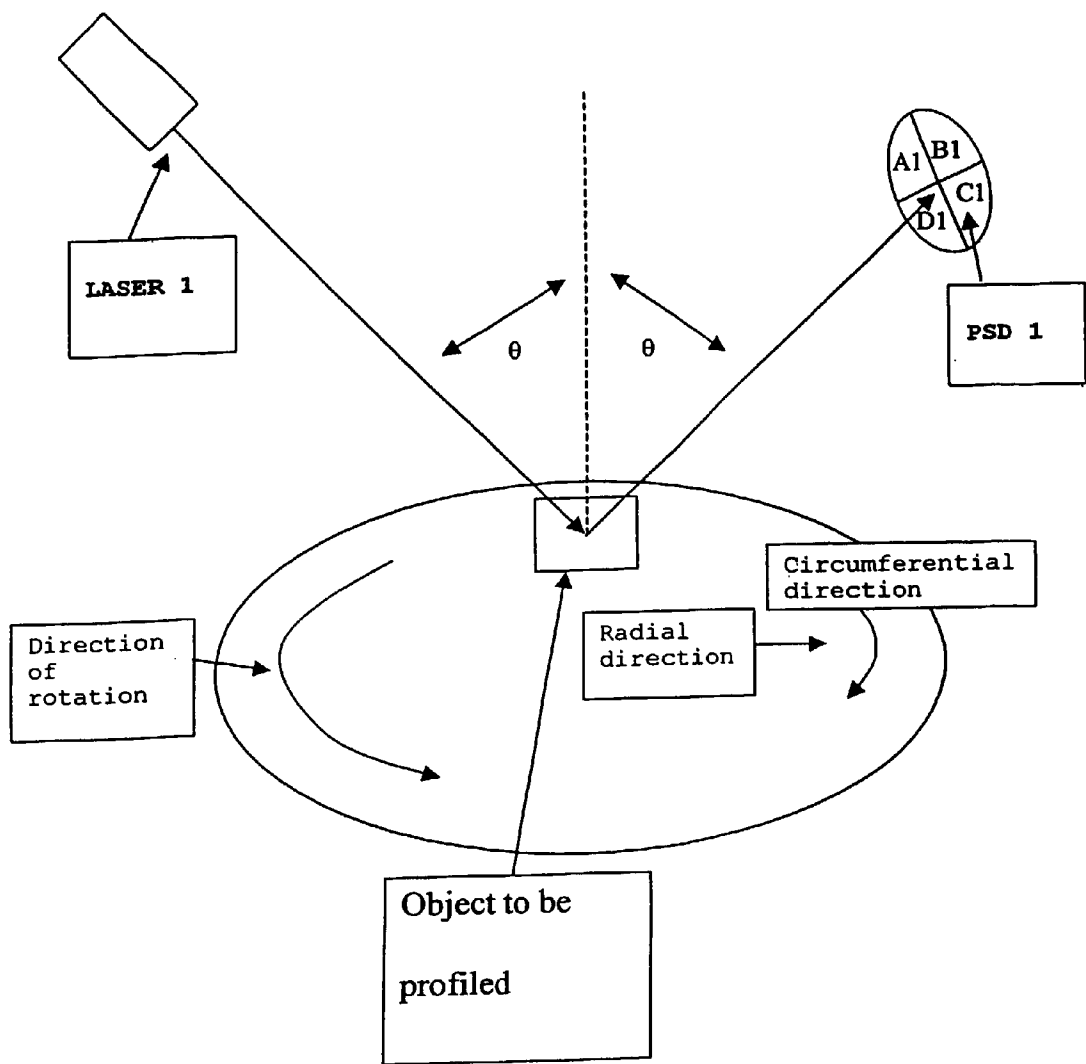 A1
B1
C1
D1
LASER 1
PSD 1
θ
θ
Circumferential
direction
Radial
direction
Direction
of
rotation
Object to be
profiled